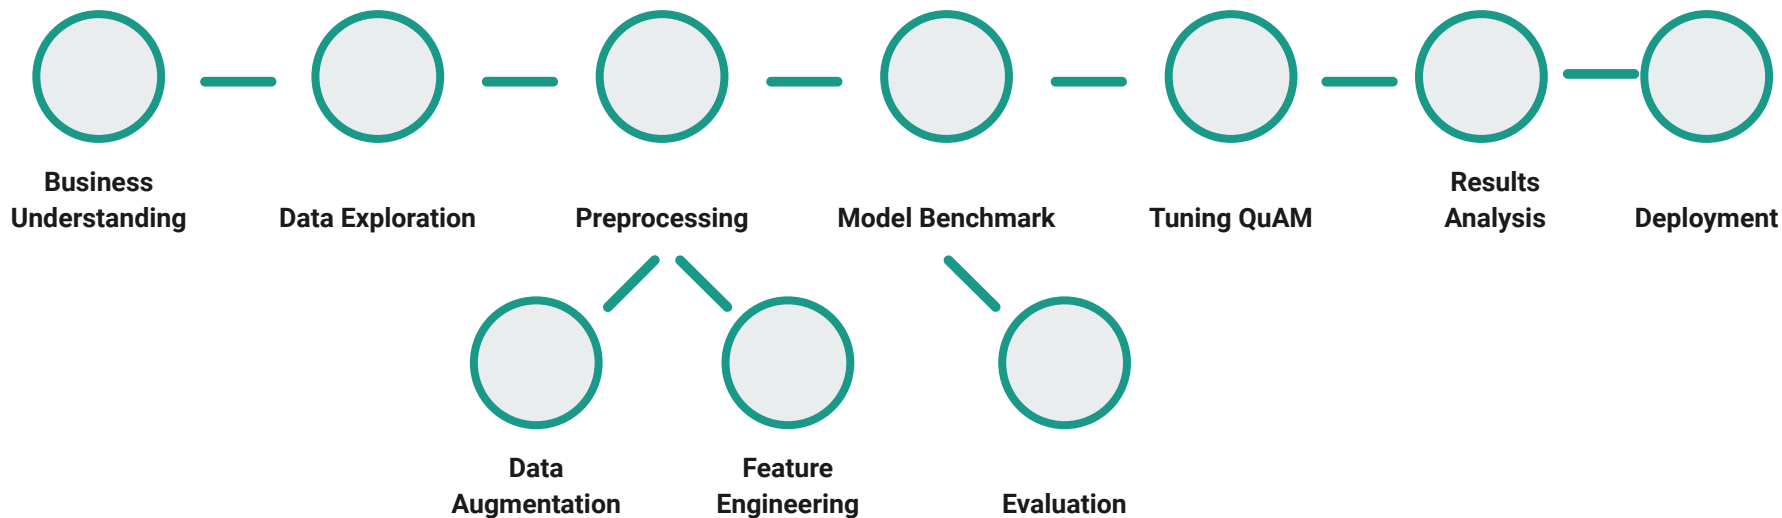 Business
Understanding
Data Exploration
Preprocessing
Model Benchmark
Tuning QuAM
Results
Analysis
Deployment
Data
Augmentation
Feature
Engineering
Evaluation